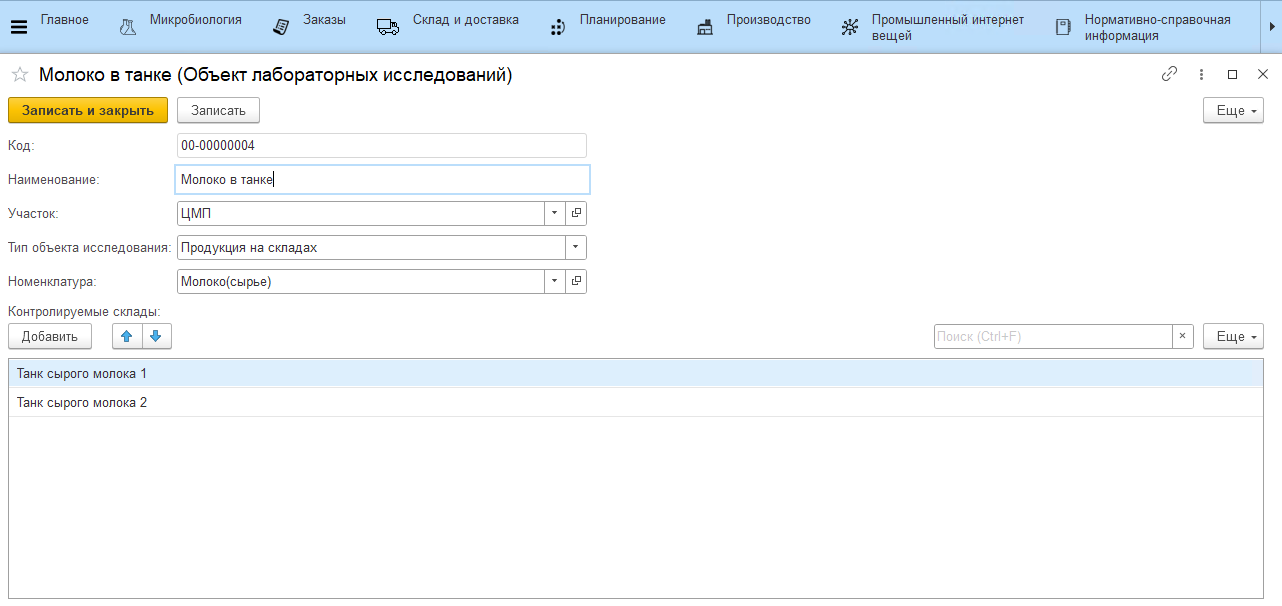 Главное
Микробиология
Заказы
Склад и доставка
Планирование
Производство
Промышленный интернет
вещей
Нормативно-справочная
информация
Молоко в танке (Объект лабораторных исследований)
Записать и закрыть
Записать
Еще
Код:
00-00000004
Наименование:
Молоко в танке
Участок:
ЦМП
Тип объекта исследования:
Продукция на складах
Номенклатура:
Молоко(сырье)
Контролируемые склады:
Добавить
Поиск (Ctrl+F)
×
Еще
Танк сырого молока 1
Танк сырого молока 2